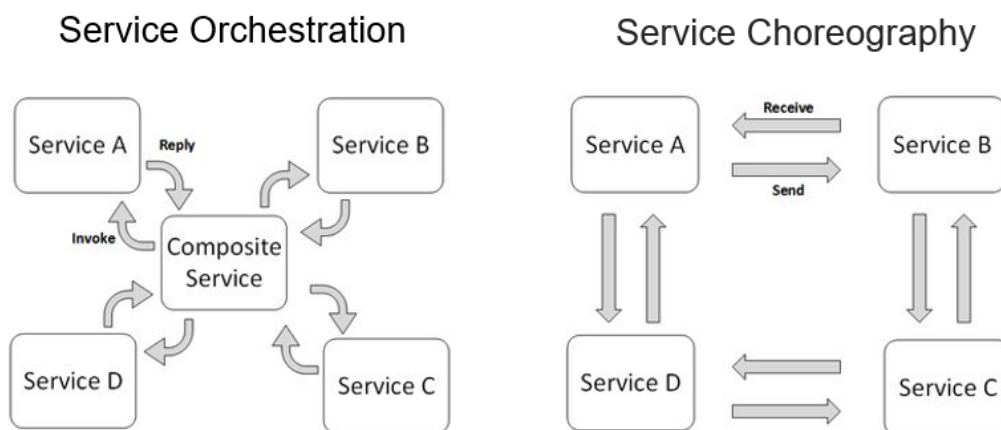 Service Orchestration
Service Choreography
Service A
Reply
Service B
Invoke
Composite
Service
Service D
Service C
Service A
Receive
Service B
Send
Service D
Service C